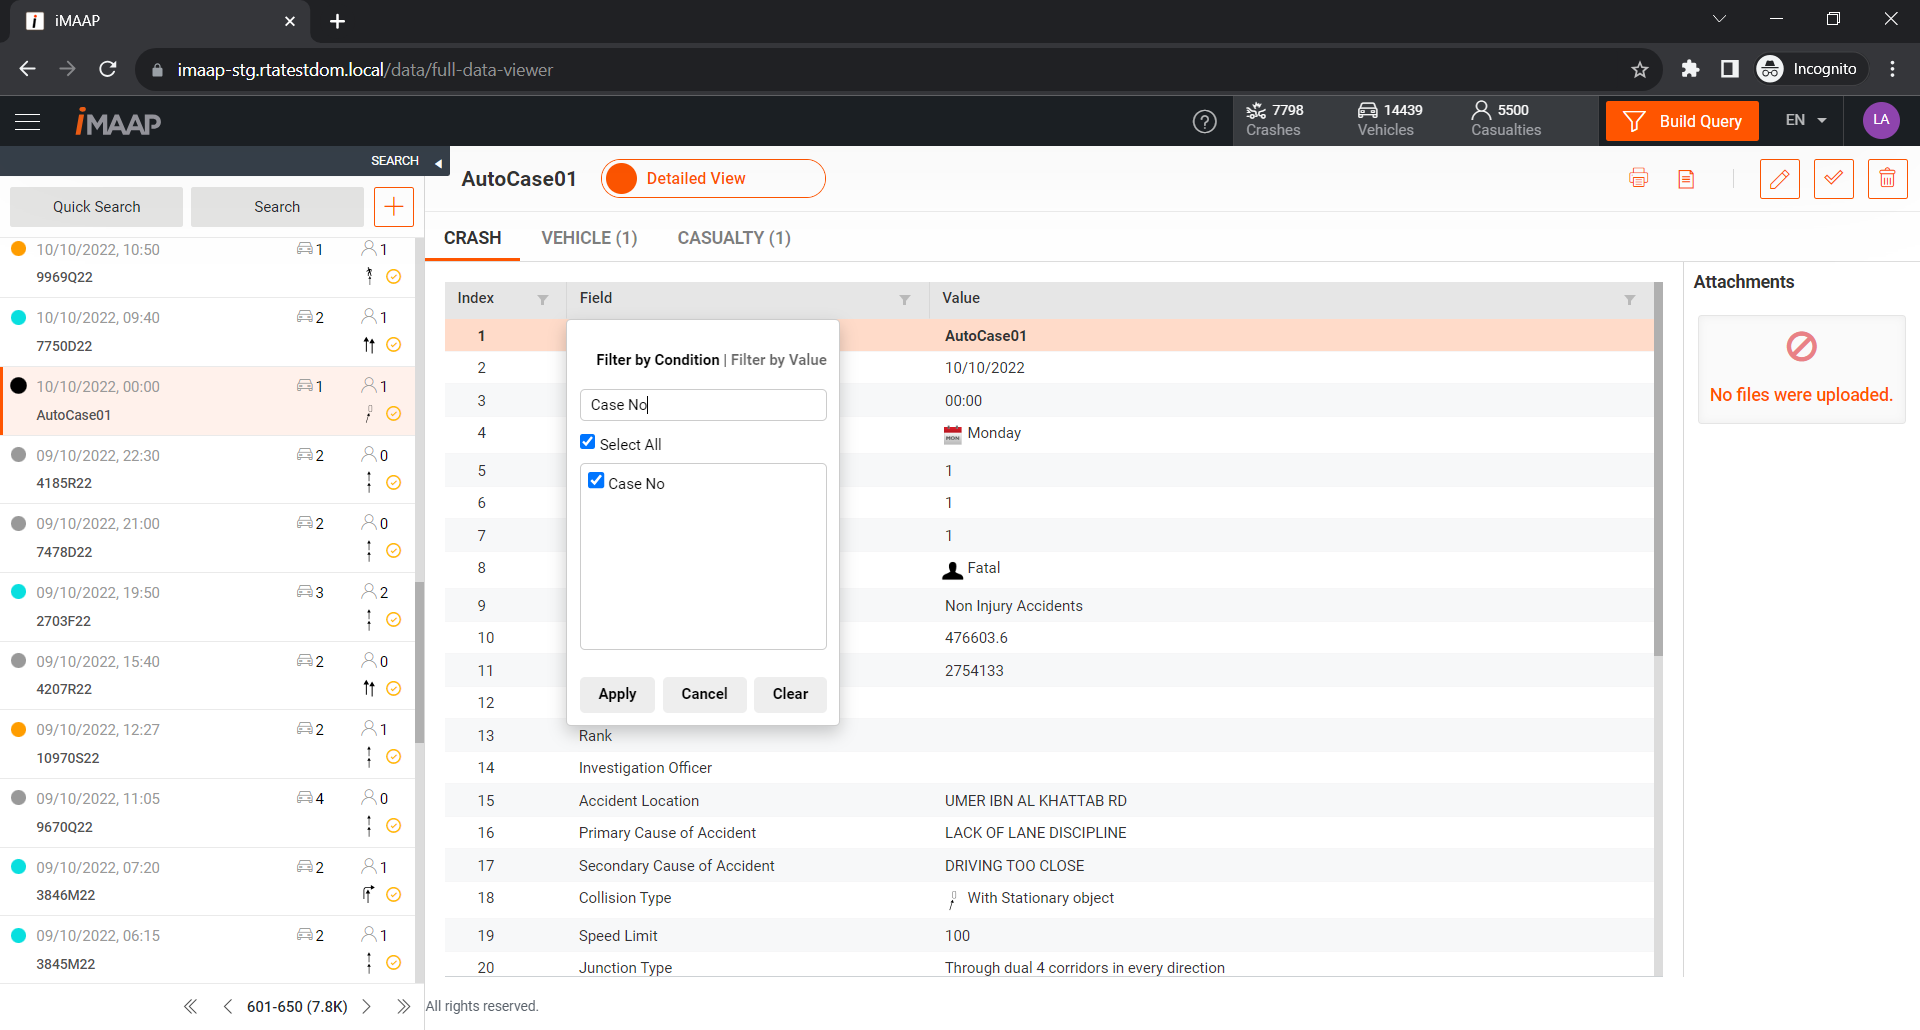 iMAAP
imaap-stg.rtatestdom.local/data/full-data-viewer
Incognito
iMAAP
7798
Crashes
14439
Vehicles
5500
Casualties
Build Query
EN
LA
SEARCH
Quick Search
Search
10/10/2022, 10:50
1
1
9969Q22
10/10/2022, 09:40
2
1
7750D22
10/10/2022, 00:00
1
1
AutoCase01
09/10/2022, 22:30
2
0
4185R22
09/10/2022, 21:00
2
0
7478D22
09/10/2022, 19:50
3
2
2703F22
09/10/2022, 15:40
2
0
4207R22
09/10/2022, 12:27
2
1
10970S22
09/10/2022, 11:05
4
0
9670Q22
09/10/2022, 07:20
2
1
3846M22
09/10/2022, 06:15
2
1
3845M22
601-650 (7.8K)
AutoCase01
Detailed View
CRASH
VEHICLE (1)
CASUALTY (1)
Index
Field
Value
1
AutoCase01
2
10/10/2022
3
00:00
4
MON
Monday
5
1
6
1
7
1
8
Fatal
9
Non Injury Accidents
10
476603.6
11
2754133
12
13
Rank
14
Investigation Officer
15
Accident Location
UMER IBN AL KHATTAB RD
16
Primary Cause of Accident
LACK OF LANE DISCIPLINE
17
Secondary Cause of Accident
DRIVING TOO CLOSE
18
Collision Type
With Stationary object
19
Speed Limit
100
20
Junction Type
Through dual 4 corridors in every direction
Filter by Condition | Filter by Value
Case No
Select All
Case No
Apply
Cancel
Clear
Attachments
No files were uploaded.
All rights reserved.